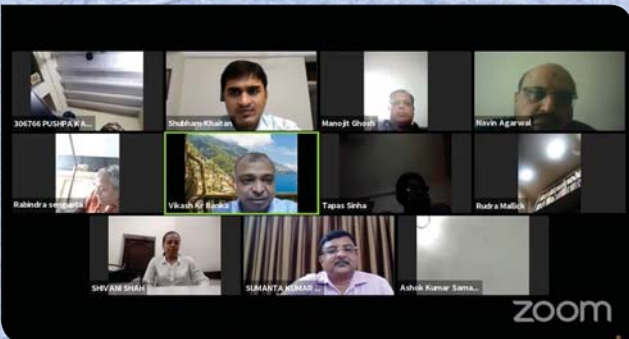 306766 PUSHPA K A...
Shubham Khaitan
Manojit Ghosh
Navin Agarwal
Rabindra sengupta
Vikash Kr Banka
Tapas Sinha
Rudra Mallick
SHIVANI SHAH
SUMANTA KUMAR ...
Ashok Kumar Sama...
zoom